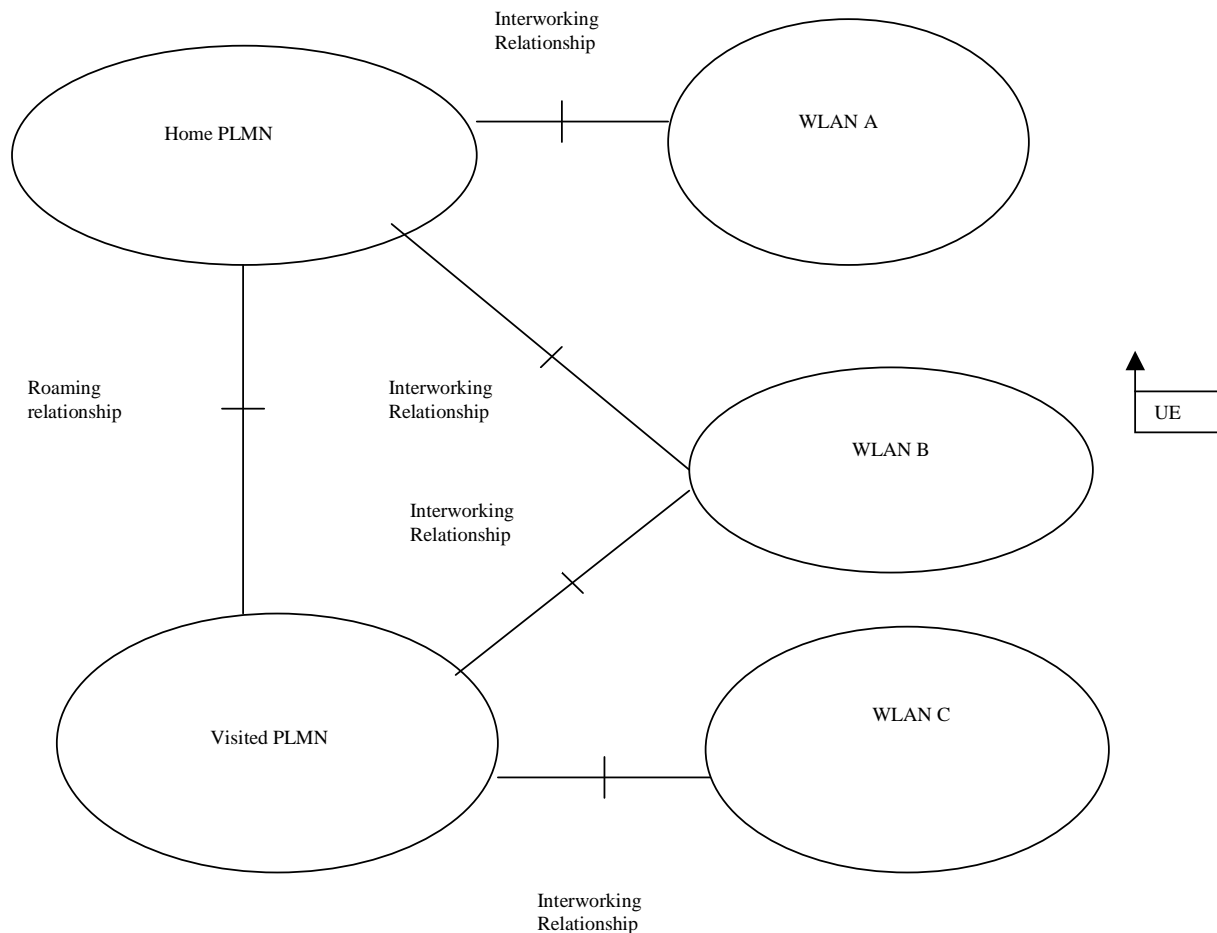 Interworking
Relationship
Home PLMN
WLAN A
Roaming
relationship
Interworking
Relationship
UE
WLAN B
Interworking
Relationship
WLAN C
Visited PLMN
Interworking
Relationship